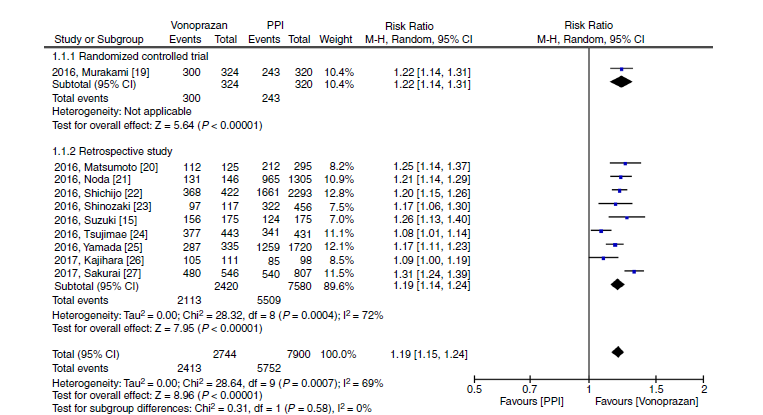 Vonoprazan PPI Risk Ratio Risk Ratio
Study or Subgroup Events Total Events Total Weight M-H, Random, 95% CI M-H, Random, 95% CI
1.1.1 Randomized controlled trial
2016, Murakami [19] 300 324 243 320 10.4% 1.22 [1.14, 1.31]
Subtotal (95% CI) 324 320 10.4% 1.22 [1.14, 1.31]
Total events 300 243
Heterogeneity: Not applicable
Test for overall effect: Z = 5.64 (P < 0.00001)
1.1.2 Retrospective study
2016, Matsumoto [20] 112 125 212 295 8.2% 1.25 [1.14, 1.37]
2016, Noda [21] 131 146 965 1305 10.9% 1.21 [1.14, 1.29]
2016, Shichijo [22] 368 422 1661 2293 12.8% 1.20 [1.15, 1.26]
2016, Shinozaki [23] 97 117 322 456 7.5% 1.17 [1.06, 1.30]
2016, Suzuki [15] 156 175 124 175 7.0% 1.26 [1.13, 1.40]
2016, Tsujimae [24] 377 443 341 431 11.1% 1.08 [1.01, 1.14]
2016, Yamada [25] 287 335 1259 1720 12.1% 1.17 [1.11, 1.23]
2017, Kajihara [26] 105 111 85 98 8.5% 1.09 [1.00, 1.19]
2017, Sakurai [27] 480 546 540 807 11.5% 1.31 [1.24, 1.39]
Subtotal (95% CI) 2420 7580 89.6% 1.19 [1.14, 1.24]
Total events 2113 5509
Heterogeneity: Tau² = 0.00; Chi² = 28.32, df = 8 (P = 0.0004); I² = 72%
Test for overall effect: Z = 7.95 (P < 0.00001)
Total (95% CI) 2744 7900 100.0% 1.19 [1.15, 1.24]
Total events 2413 5752
Heterogeneity: Tau² = 0.00; Chi² = 28.64, df = 9 (P = 0.0007); I² = 69%
Test for overall effect: Z = 8.96 (P < 0.00001)
Test for subgroup differences: Chi² = 0.31, df = 1 (P = 0.58), I² = 0%
0.5 0.7 1 1.5 2
Favours [PPI] Favours [Vonoprazan]